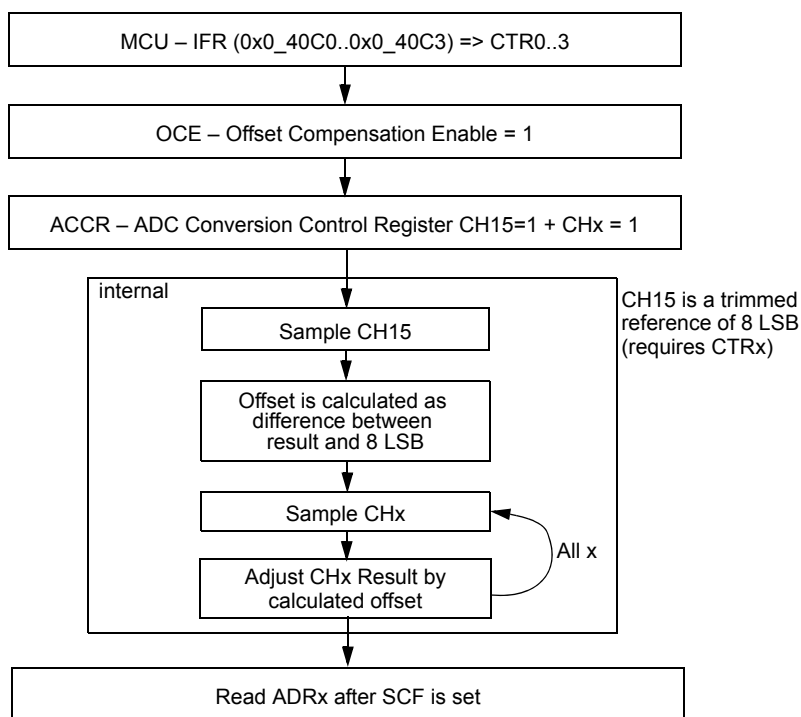 MCU – IFR (0x0_40C0..0x0_40C3) => CTR0..3
OCE – Offset Compensation Enable = 1
ACCR – ADC Conversion Control Register CH15=1 + CHx = 1
internal
CH15 is a trimmed
reference of 8 LSB
(requires CTRx)
Sample CH15
Offset is calculated as
difference between
result and 8 LSB
Sample CHx
All x
Adjust CHx Result by
calculated offset
Read ADRx after SCF is set